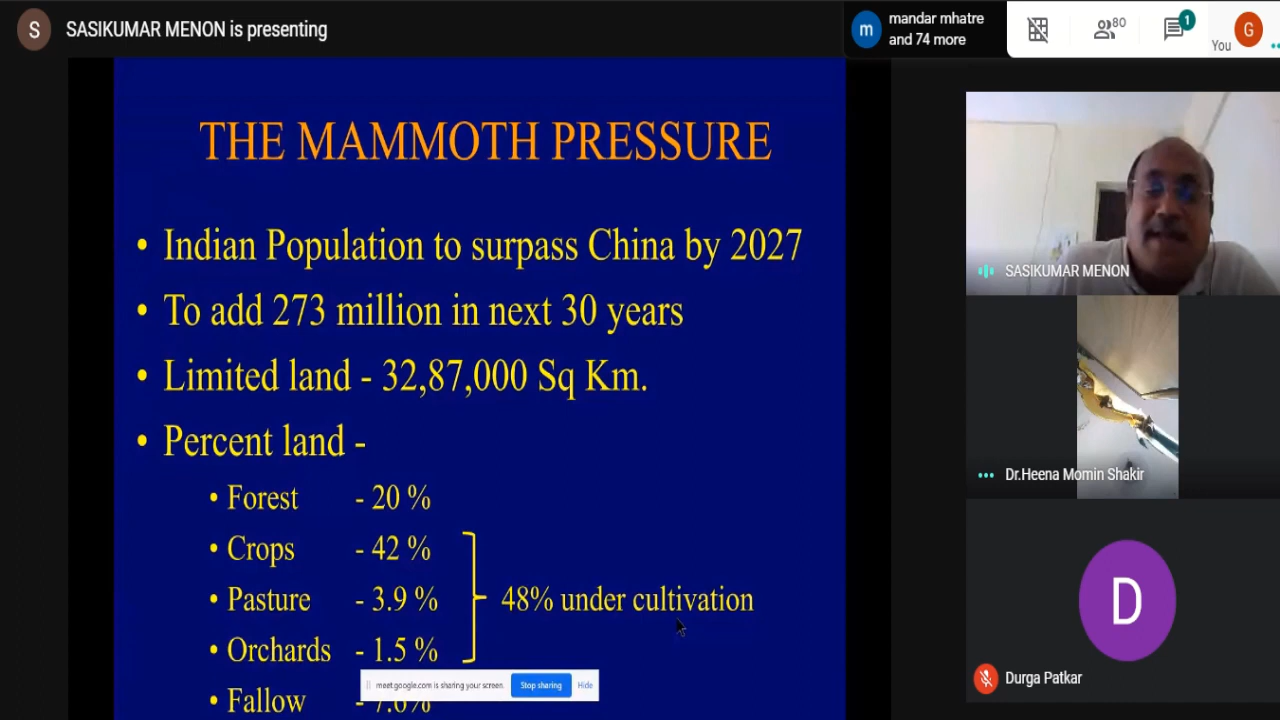 S
SASIKUMAR MENON is presenting
m
mandar mhatre
and 74 more
80
1
You
G
THE MAMMOTH PRESSURE
• Indian Population to surpass China by 2027
• To add 273 million in next 30 years
• Limited land - 32,87,000 Sq Km.
• Percent land -
• Forest - 20 %
• Crops - 42 %
• Pasture - 3.9 %
48% under cultivation
• Orchards - 1.5 %
• Fallow
meet.google.com is sharing your screen.
Stop sharing
Hide
SASIKUMAR MENON
Dr.Heena Momin Shakir
D
Durga Patkar